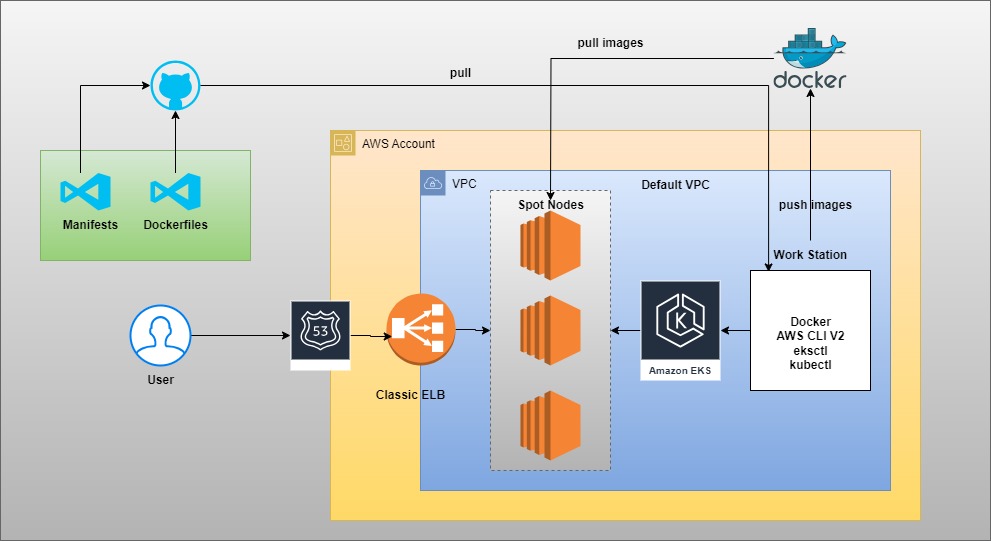 pull images
docker
pull
AWS Account
VPC
Default VPC
Manifests
Dockerfiles
Spot Nodes
push images
Work Station
53
K
Docker
AWS CLI V2
eksctl
kubectl
Amazon EKS
User
Classic ELB